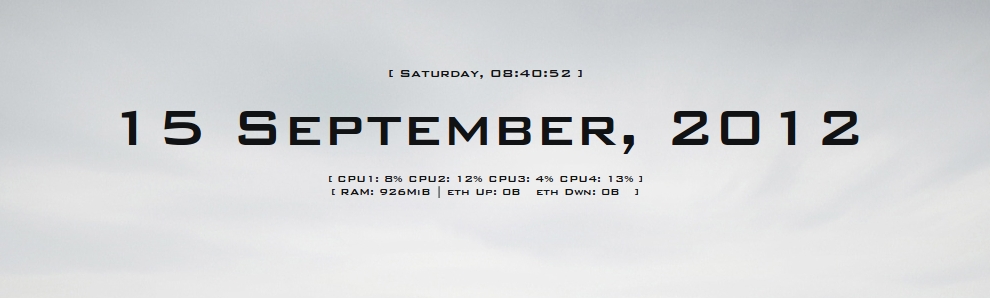 [ Saturday, 08:40:52 ]
15 September, 2012
[ CPU1: 8% CPU2: 12% CPU3: 4% CPU4: 13% ]
[ RAM: 926MiB | eth Up: 0B eth Dwn: 0B ]